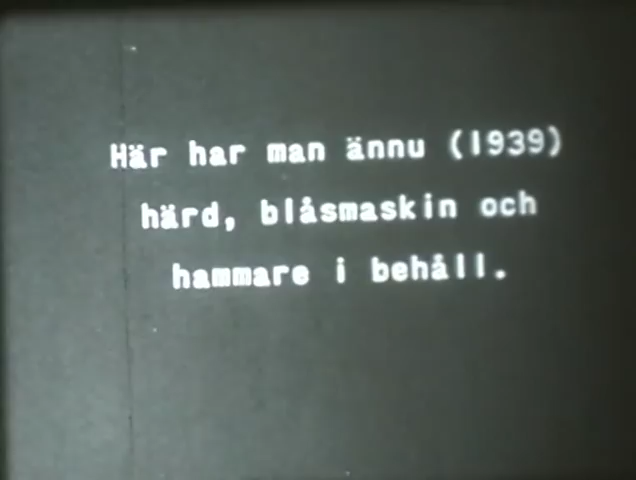 Här har man ännu (1939)
härd, blåsmaskin och
hammare i behåll.